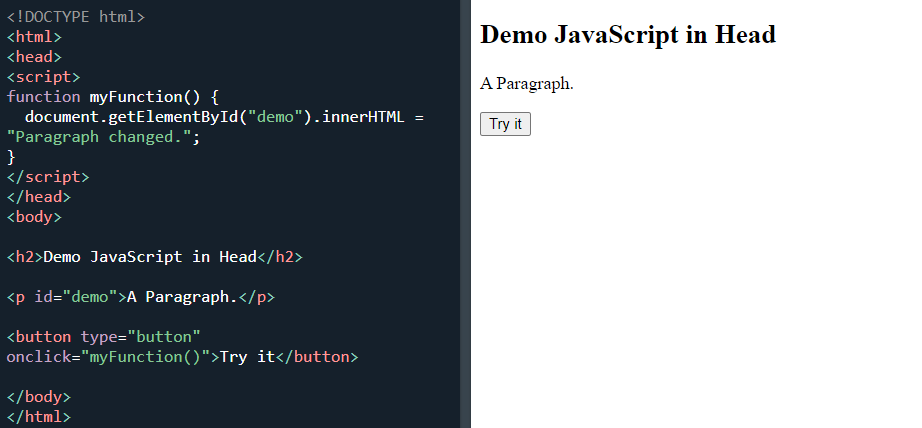 <!DOCTYPE html>
<html>
<head>
<script>
function myFunction() {
  document.getElementById("demo").innerHTML =
"Paragraph changed.";
}
</script>
</head>
<body>

<h2>Demo JavaScript in Head</h2>

<p id="demo">A Paragraph.</p>

<button type="button"
onclick="myFunction()">Try it</button>

</body>
</html>
Demo JavaScript in Head
A Paragraph.
Try it